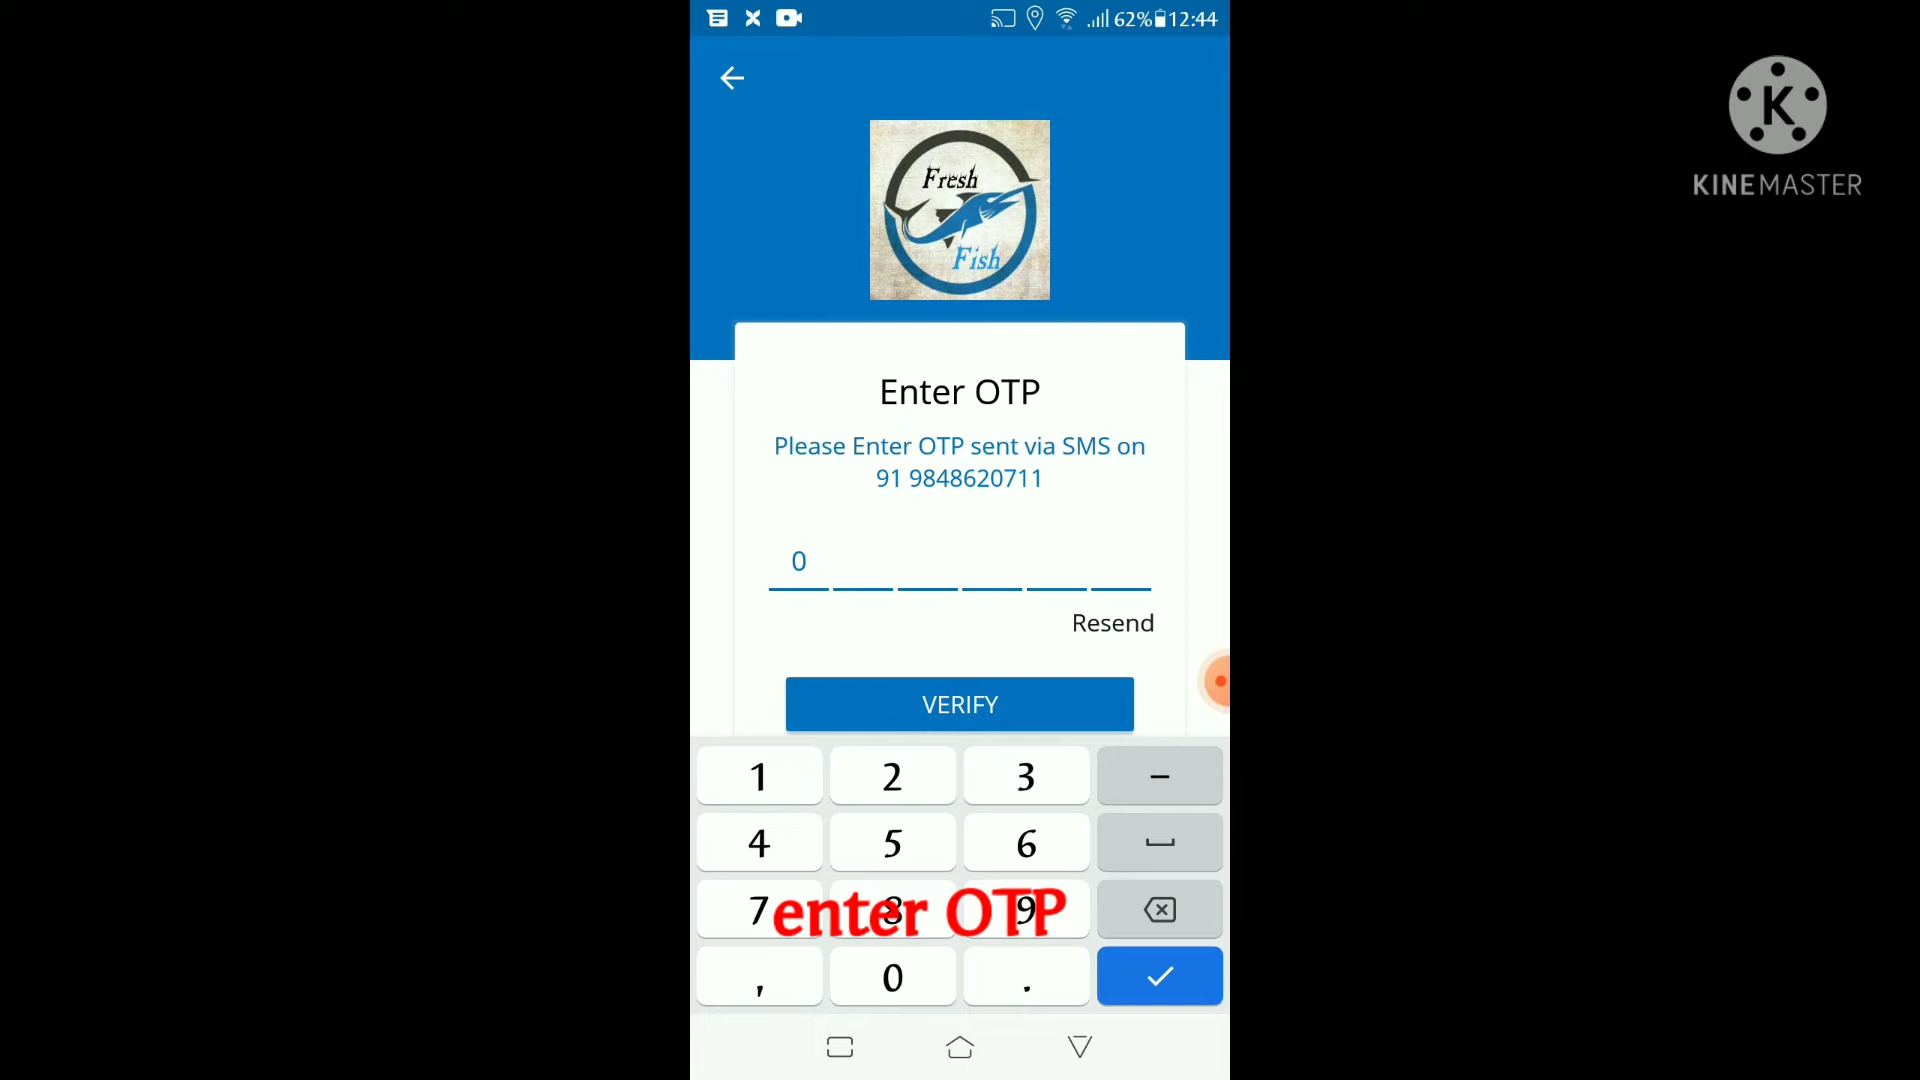 62% 12:44
K
KINEMASTER
Fresh
Fish
Enter OTP
Please Enter OTP sent via SMS on
91 9848620711
0
Resend
VERIFY
1 2 3 -
4 5 6
7 8 9
enter OTP
, 0 .